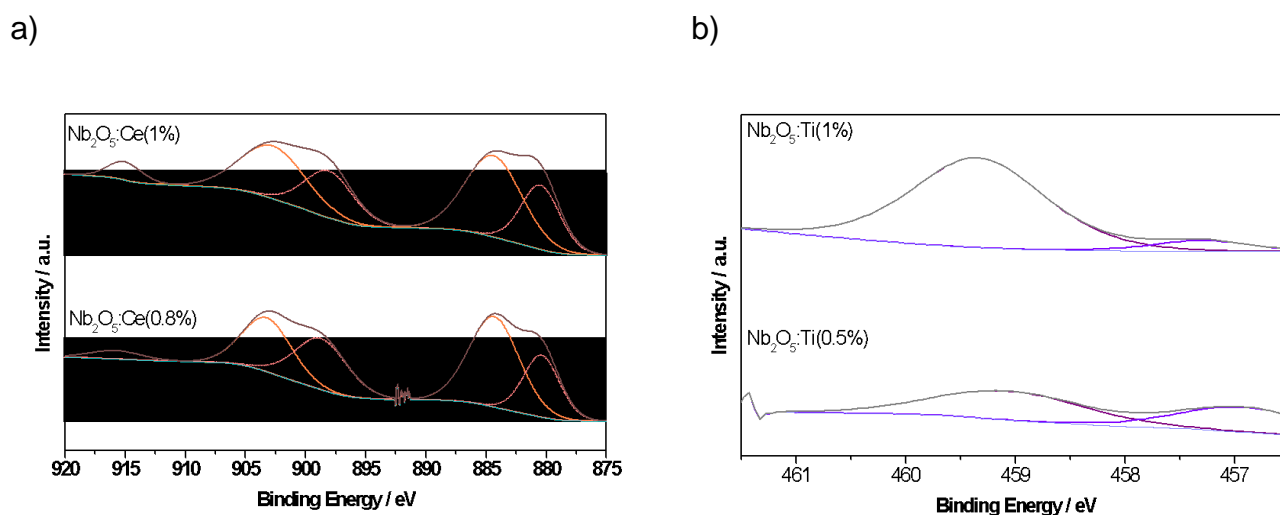 a)
b)
Nb₂O₅:Ce(1%)
Nb₂O₅:Ce(0.8%)
Intensity / a.u.
920 915 910 905 900 895 890 885 880 875
Binding Energy / eV
Nb₂O₅:Ti(1%)
Nb₂O₅:Ti(0.5%)
Intensity / a.u.
461 460 459 458 457
Binding Energy / eV